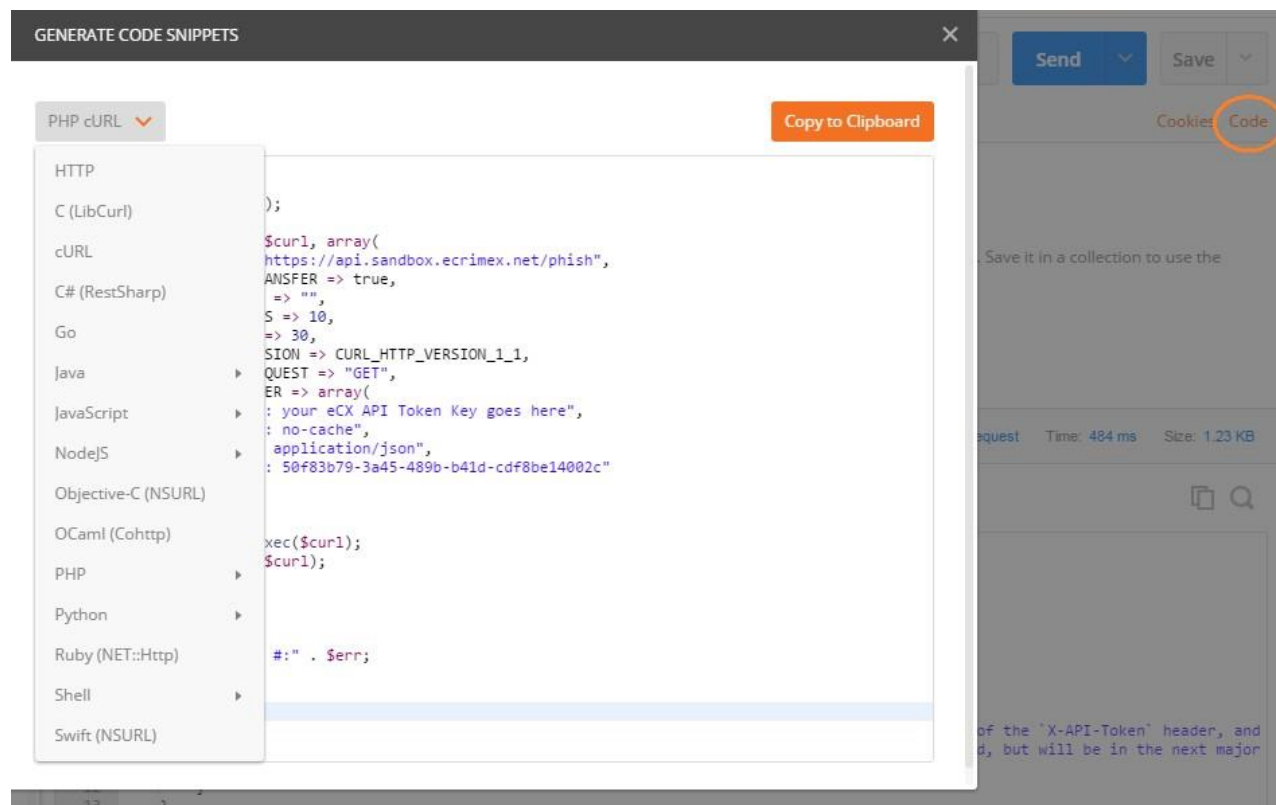 GENERATE CODE SNIPPETS
Send
Save
PHP cURL
Copy to Clipboard
Cookies
Code
HTTP
C (LibCurl)
cURL
C# (RestSharp)
Go
Java
JavaScript
NodeJS
Objective-C (NSURL)
OCaml (Cohttp)
PHP
Python
Ruby (NET::Http)
Shell
Swift (NSURL)
);
$curl, array(
https://api.sandbox.ecrimex.net/phish",
ANSFER => true,
=> "",
S => 10,
=> 30,
SION => CURL_HTTP_VERSION_1_1,
QUEST => "GET",
ER => array(
: your eCX API Token Key goes here",
: no-cache",
application/json",
: 50f83b79-3a45-489b-b41d-cdf8be14002c"
xec($curl);
$curl);
#:" . $err;
. Save it in a collection to use the
equest Time: 484 ms Size: 1.23 KB
of the `X-API-Token` header, and
d, but will be in the next major